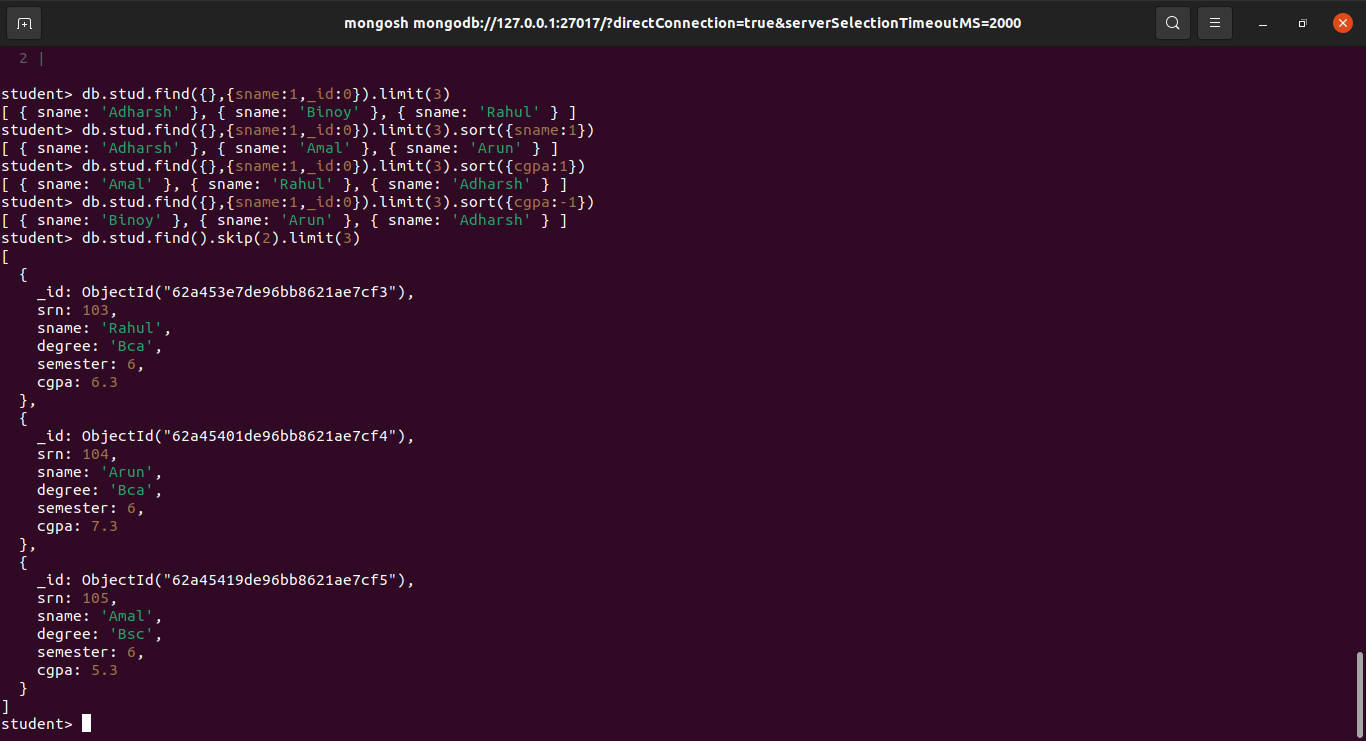 mongosh mongodb://127.0.0.1:27017/?directConnection=true&serverSelectionTimeoutMS=2000
2 |
student> db.stud.find({},{sname:1,_id:0}).limit(3)
[ { sname: 'Adharsh' }, { sname: 'Binoy' }, { sname: 'Rahul' } ]
student> db.stud.find({},{sname:1,_id:0}).limit(3).sort({sname:1})
[ { sname: 'Adharsh' }, { sname: 'Amal' }, { sname: 'Arun' } ]
student> db.stud.find({},{sname:1,_id:0}).limit(3).sort({cgpa:1})
[ { sname: 'Amal' }, { sname: 'Rahul' }, { sname: 'Adharsh' } ]
student> db.stud.find({},{sname:1,_id:0}).limit(3).sort({cgpa:-1})
[ { sname: 'Binoy' }, { sname: 'Arun' }, { sname: 'Adharsh' } ]
student> db.stud.find().skip(2).limit(3)
[
  {
    _id: ObjectId("62a453e7de96bb8621ae7cf3"),
    srn: 103,
    sname: 'Rahul',
    degree: 'Bca',
    semester: 6,
    cgpa: 6.3
  },
  {
    _id: ObjectId("62a45401de96bb8621ae7cf4"),
    srn: 104,
    sname: 'Arun',
    degree: 'Bca',
    semester: 6,
    cgpa: 7.3
  },
  {
    _id: ObjectId("62a45419de96bb8621ae7cf5"),
    srn: 105,
    sname: 'Amal',
    degree: 'Bsc',
    semester: 6,
    cgpa: 5.3
  }
]
student>